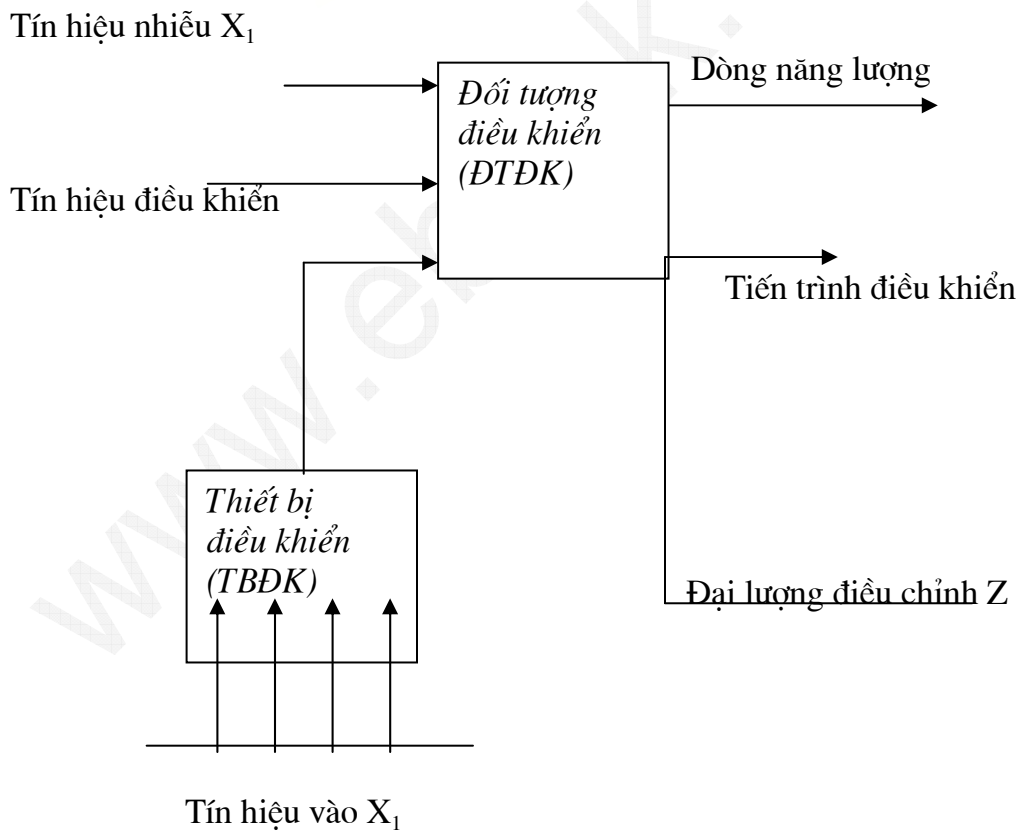 Tín hiệu nhiễu X₁
Dòng năng lượng
Đối tượng
điều khiển
(ĐTĐK)
Tín hiệu điều khiển
Tiến trình điều khiển
Thiết bị
điều khiển
(TBĐK)
Đại lượng điều chỉnh Z
Tín hiệu vào X₁